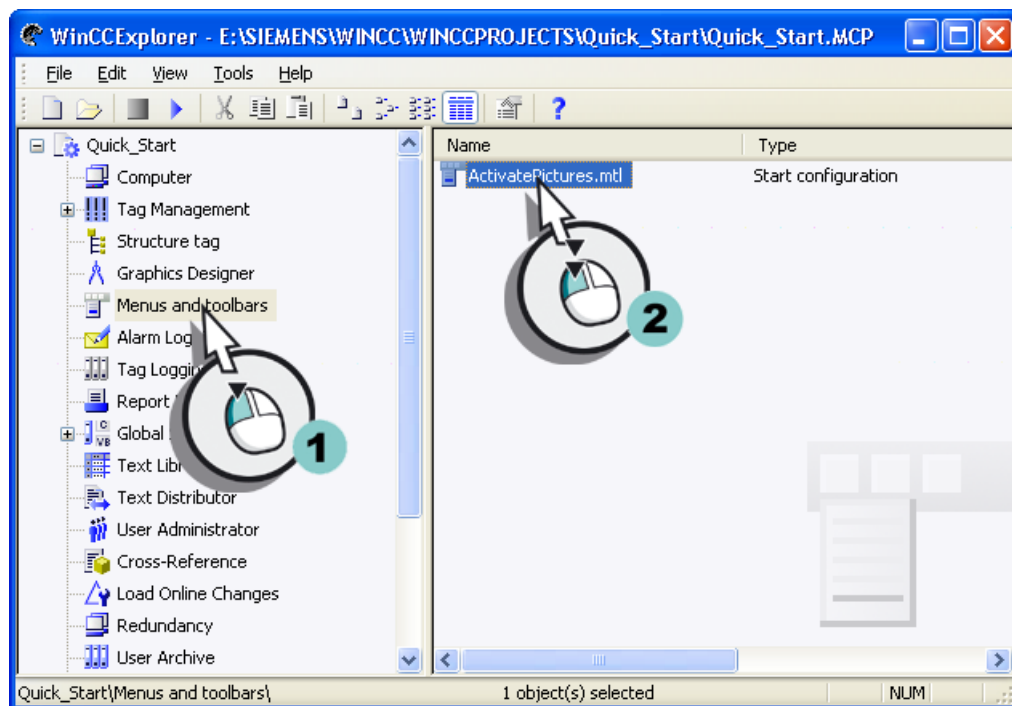 WinCCExplorer - E:\SIEMENS\WINCC\WINCCPROJECTS\Quick_Start\Quick_Start.MCP
File Edit View Tools Help
Quick_Start
Computer
Tag Management
Structure tag
Graphics Designer
Menus and toolbars
Alarm Log
Tag Loggin
Report
Global
Text Libr
Text Distributor
User Administrator
Cross-Reference
Load Online Changes
Redundancy
User Archive
Name Type
ActivatePictures.mtl Start configuration
1
2
Quick_Start\Menus and toolbars\ 1 object(s) selected NUM